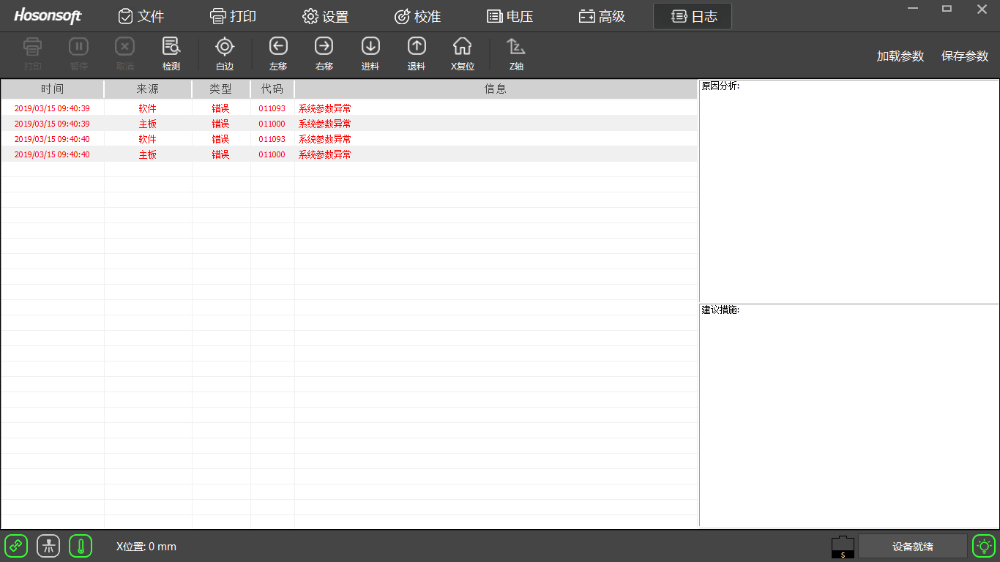 Hosonsoft 文件 打印 设置 校准 电压 高级 日志
打印 暂停 取消 检测 白边 左移 右移 进料 退料 X复位 Z轴 加载参数 保存参数
时间 来源 类型 代码 信息
2019/03/15 09:40:39 软件 错误 011093 系统参数异常
2019/03/15 09:40:39 主板 错误 011000 系统参数异常
2019/03/15 09:40:40 软件 错误 011093 系统参数异常
2019/03/15 09:40:40 主板 错误 011000 系统参数异常
原因分析:
建议措施:
X位置: 0 mm S 设备就绪